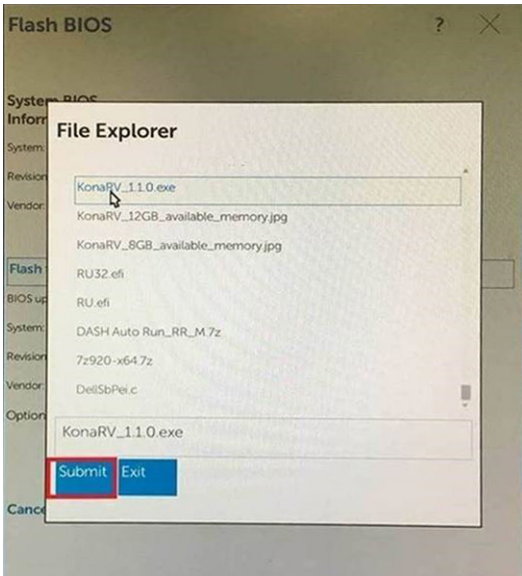 Flash BIOS ?
System BIOS
Infor
System:
Revision
Vendor:
File Explorer
KonaRV_1.1.0.exe
KonaRV_12GB_available_memory.jpg
KonaRV_8GB_available_memory.jpg
RU32.efi
RU.efi
DASH Auto Run_RR_M.7z
7z920-x64.7z
DellSbPei.c
KonaRV_1.1.0.exe
Submit Exit
Flash
BIOS up
System:
Revision
Vendor:
Option
Cance